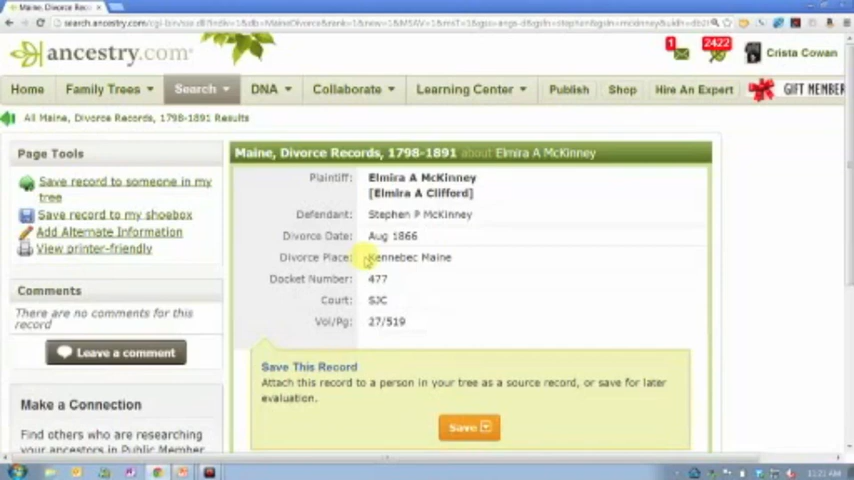 Maine, Divorce Records, 1
1
2422
ancestry.com
Crista Cowan
Home
Family Trees
Search
DNA
Collaborate
Learning Center
Publish
Shop
Hire An Expert
GIFT MEMBER
All Maine, Divorce Records, 1798-1891 Results
Page Tools
Save record to someone in my
tree
Save record to my shoebox
Add Alternate Information
View printer-friendly
Comments
There are no comments for this
record
Leave a comment
Make a Connection
Find others who are researching
your ancestors in Public Member
Maine, Divorce Records, 1798-1891 about Elmira A McKinney
Plaintiff: Elmira A McKinney
[Elmira A Clifford]
Defendant: Stephen P McKinney
Divorce Date: Aug 1866
Divorce Place: Kennebec Maine
Docket Number: 477
Court: SJC
Vol/Pg: 27/519
Save This Record
Attach this record to a person in your tree as a source record, or save for later
evaluation.
Save